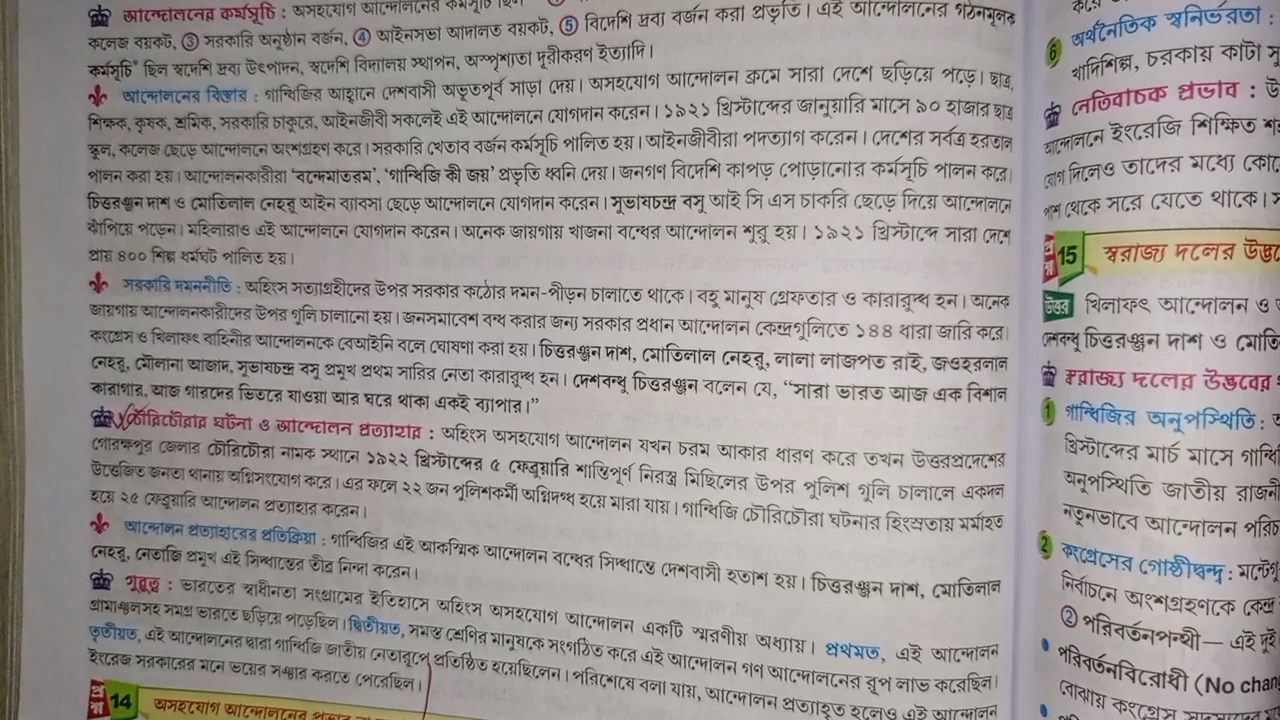 আন্দোলনের কর্মসূচি : অসহযোগ আন্দোলনের কর্মসূচি ছিল
কলেজ বয়কট, ③ সরকারি অনুষ্ঠান বর্জন, ④ আইনসভা আদালত বয়কট, ⑤ বিদেশি দ্রব্য বর্জন করা প্রভৃতি। এই আন্দোলনের গঠনমূলক
কর্মসূচি ছিল স্বদেশি দ্রব্য উৎপাদন, স্বদেশি বিদ্যালয় স্থাপন, অস্পৃশ্যতা দূরীকরণ ইত্যাদি।
আন্দোলনের বিস্তার : গান্ধিজির আহ্বানে দেশবাসী অভূতপূর্ব সাড়া দেয়। অসহযোগ আন্দোলন ক্রমে সারা দেশে ছড়িয়ে পড়ে। ছাত্র,
শিক্ষক, কৃষক, শ্রমিক, সরকারি চাকুরে, আইনজীবী সকলেই এই আন্দোলনে যোগদান করেন। ১৯২১ খ্রিস্টাব্দের জানুয়ারি মাসে ৯০ হাজার ছাত্র
স্কুল, কলেজ ছেড়ে আন্দোলনে অংশগ্রহণ করে। সরকারি খেতাব বর্জন কর্মসূচি পালিত হয়। আইনজীবীরা পদত্যাগ করেন। দেশের সর্বত্র হরতাল
পালন করা হয়। আন্দোলনকারীরা ‘বন্দেমাতরম’, ‘গান্ধিজি কী জয়’ প্রভৃতি ধ্বনি দেয়। জনগণ বিদেশি কাপড় পোড়ানোর কর্মসূচি পালন করে।
চিত্তরঞ্জন দাশ ও মোতিলাল নেহরু আইন ব্যাবসা ছেড়ে আন্দোলনে যোগদান করেন। সুভাষচন্দ্র বসু আই সি এস চাকরি ছেড়ে দিয়ে আন্দোলনে
ঝাঁপিয়ে পড়েন। মহিলারাও এই আন্দোলনে যোগদান করেন। অনেক জায়গায় খাজনা বন্ধের আন্দোলন শুরু হয়। ১৯২১ খ্রিস্টাব্দে সারা দেশে
প্রায় ৪০০ শিল্প ধর্মঘট পালিত হয়।
সরকারি দমননীতি : অহিংস সত্যাগ্রহীদের উপর সরকার কঠোর দমন-পীড়ন চালাতে থাকে। বহু মানুষ গ্রেফতার ও কারারুদ্ধ হন। অনেক
জায়গায় আন্দোলনকারীদের উপর গুলি চালানো হয়। জনসমাবেশ বন্ধ করার জন্য সরকার প্রধান আন্দোলন কেন্দ্রগুলিতে ১৪৪ ধারা জারি করে।
কংগ্রেস ও খিলাফৎ বাহিনীর আন্দোলনকে বেআইনি বলে ঘোষণা করা হয়। চিত্তরঞ্জন দাশ, মোতিলাল নেহরু, লালা লাজপত রাই, জওহরলাল
নেহরু, মৌলানা আজাদ, সুভাষচন্দ্র বসু প্রমুখ প্রথম সারির নেতা কারারুদ্ধ হন। দেশবন্ধু চিত্তরঞ্জন বলেন যে, “সারা ভারত আজ এক বিশাল
কারাগার, আজ গারদের ভিতরে যাওয়া আর ঘরে থাকা একই ব্যাপার।”
চৌরিচৌরার ঘটনা ও আন্দোলন প্রত্যাহার : অহিংস অসহযোগ আন্দোলন যখন চরম আকার ধারণ করে তখন উত্তরপ্রদেশের
গোরক্ষপুর জেলার চৌরিচৌরা নামক স্থানে ১৯২২ খ্রিস্টাব্দের ৫ ফেব্রুয়ারি শান্তিপূর্ণ নিরস্ত্র মিছিলের উপর পুলিশ গুলি চালালে একদল
উত্তেজিত জনতা থানায় অগ্নিসংযোগ করে। এর ফলে ২২ জন পুলিশকর্মী অগ্নিদগ্ধ হয়ে মারা যায়। গান্ধিজি চৌরিচৌরা ঘটনার হিংস্রতায় মর্মাহত
হয়ে ২৫ ফেব্রুয়ারি আন্দোলন প্রত্যাহার করেন।
আন্দোলন প্রত্যাহারের প্রতিক্রিয়া : গান্ধিজির এই আকস্মিক আন্দোলন বন্ধের সিদ্ধান্তে দেশবাসী হতাশ হয়। চিত্তরঞ্জন দাশ, মোতিলাল
নেহরু, নেতাজি প্রমুখ এই সিদ্ধান্তের তীব্র নিন্দা করেন।
গুরুত্ব : ভারতের স্বাধীনতা সংগ্রামের ইতিহাসে অহিংস অসহযোগ আন্দোলন একটি স্মরণীয় অধ্যায়। প্রথমত, এই আন্দোলন
গ্রামাঞ্চলসহ সমগ্র ভারতে ছড়িয়ে পড়েছিল। দ্বিতীয়ত, সমস্ত শ্রেণির মানুষকে সংগঠিত করে এই আন্দোলন গণ আন্দোলনের রূপ লাভ করেছিল।
তৃতীয়ত, এই আন্দোলনের দ্বারা গান্ধিজি জাতীয় নেতারূপে প্রতিষ্ঠিত হয়েছিলেন। পরিশেষে বলা যায়, আন্দোলন প্রত্যাহৃত হলেও এই আন্দোলন
ইংরেজ সরকারের মনে ভয়ের সঞ্চার করতে পেরেছিল।
প্রশ্ন 14 অসহযোগ আন্দোলনের
করে
6 অর্থনৈতিক স্বনির্ভরতা :
খাদিশিল্প, চরকায় কাটা
নেতিবাচক প্রভাব :
আন্দোলনে ইংরেজি শিক্ষিত
যোগ দিলেও তাদের মধ্যে
পাশ থেকে সরে যেতে থাকে।
প্রশ্ন 15 স্বরাজ্য দলের
উত্তর খিলাফৎ আন্দোলন ও
দেশবন্ধু চিত্তরঞ্জন দাশ ও
স্বরাজ্য দলের উদ্ভবের
1 গান্ধিজির অনুপস্থিতি :
খ্রিস্টাব্দের মার্চ মাসে
অনুপস্থিতি জাতীয়
নতুনভাবে আন্দোলন
2 কংগ্রেসের গোষ্ঠীদ্বন্দ্ব :
নির্বাচনে অংশগ্রহণকে
② পরিবর্তনপন্থী— এই দুই
• পরিবর্তনবিরোধী (No
বোঝায় কংগ্রেস